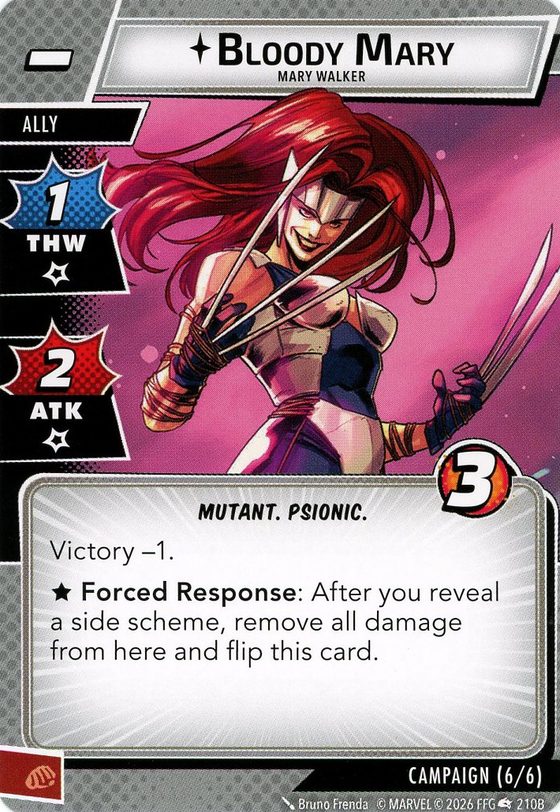 Bloody Mary
MARY WALKER
ALLY
1
THW
2
ATK
3
MUTANT. PSIONIC.
Victory –1.
★ Forced Response: After you reveal
a side scheme, remove all damage
from here and flip this card.
CAMPAIGN (6/6)
Bruno Frenda © MARVEL © 2026 FFG 2108